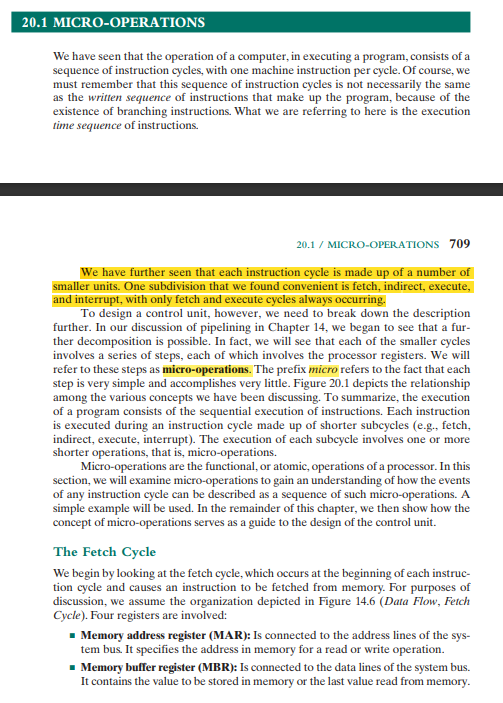 20.1 MICRO-OPERATIONS
We have seen that the operation of a computer, in executing a program, consists of a
sequence of instruction cycles, with one machine instruction per cycle. Of course, we
must remember that this sequence of instruction cycles is not necessarily the same
as the written sequence of instructions that make up the program, because of the
existence of branching instructions. What we are referring to here is the execution
time sequence of instructions.
20.1 / MICRO-OPERATIONS 709
We have further seen that each instruction cycle is made up of a number of
smaller units. One subdivision that we found convenient is fetch, indirect, execute,
and interrupt, with only fetch and execute cycles always occurring.
To design a control unit, however, we need to break down the description
further. In our discussion of pipelining in Chapter 14, we began to see that a fur-
ther decomposition is possible. In fact, we will see that each of the smaller cycles
involves a series of steps, each of which involves the processor registers. We will
refer to these steps as micro-operations. The prefix micro refers to the fact that each
step is very simple and accomplishes very little. Figure 20.1 depicts the relationship
among the various concepts we have been discussing. To summarize, the execution
of a program consists of the sequential execution of instructions. Each instruction
is executed during an instruction cycle made up of shorter subcycles (e.g., fetch,
indirect, execute, interrupt). The execution of each subcycle involves one or more
shorter operations, that is, micro-operations.
Micro-operations are the functional, or atomic, operations of a processor. In this
section, we will examine micro-operations to gain an understanding of how the events
of any instruction cycle can be described as a sequence of such micro-operations. A
simple example will be used. In the remainder of this chapter, we then show how the
concept of micro-operations serves as a guide to the design of the control unit.
The Fetch Cycle
We begin by looking at the fetch cycle, which occurs at the beginning of each instruc-
tion cycle and causes an instruction to be fetched from memory. For purposes of
discussion, we assume the organization depicted in Figure 14.6 (Data Flow, Fetch
Cycle). Four registers are involved:
■ Memory address register (MAR): Is connected to the address lines of the sys-
tem bus. It specifies the address in memory for a read or write operation.
■ Memory buffer register (MBR): Is connected to the data lines of the system bus.
It contains the value to be stored in memory or the last value read from memory.